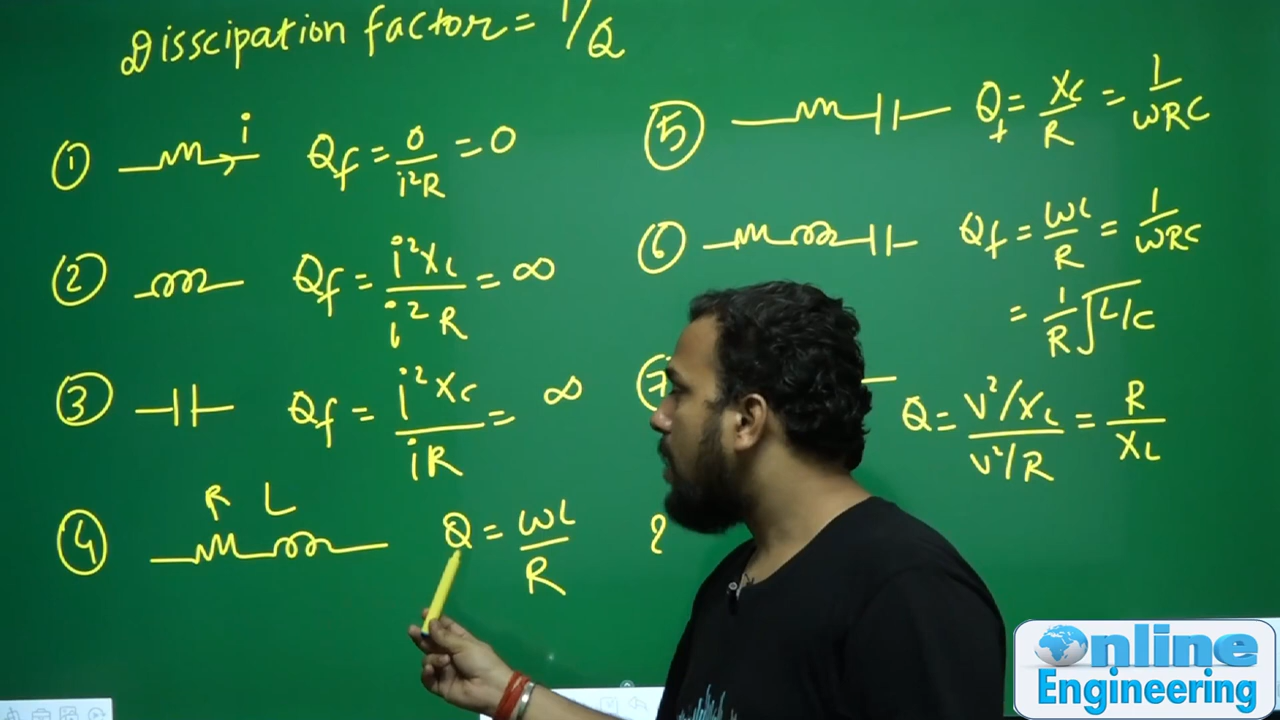 Disscipation factor = 1/Q
① i Qf = 0/i²R = 0
② Qf = i²XL/i²R = ∞
③ Qf = i²Xc/iR = ∞
④ R L Q = ωL/R
⑤ Q = Xc/R = 1/ωRC
⑥ Qf = ωL/R = 1/ωRC
= 1/R √L/C
⑦ Q = V²/XL / V²/R = R/XL
Online
Engineering